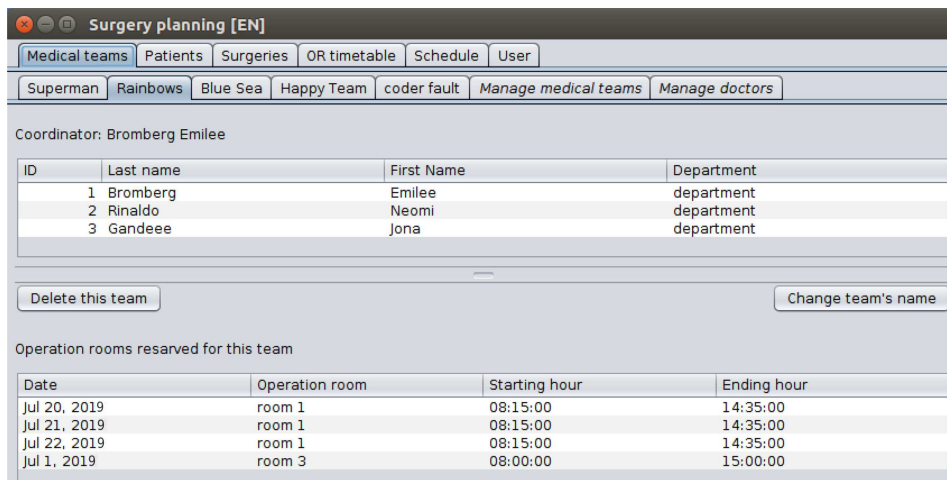 Surgery planning [EN]
Medical teams Patients Surgeries OR timetable Schedule User
Superman Rainbows Blue Sea Happy Team coder fault Manage medical teams Manage doctors
Coordinator: Bromberg Emilee
ID Last name First Name Department
1 Bromberg Emilee department
2 Rinaldo Neomi department
3 Gandeee Jona department
Delete this team Change team's name
Operation rooms resarved for this team
Date Operation room Starting hour Ending hour
Jul 20, 2019 room 1 08:15:00 14:35:00
Jul 21, 2019 room 1 08:15:00 14:35:00
Jul 22, 2019 room 1 08:15:00 14:35:00
Jul 1, 2019 room 3 08:00:00 15:00:00